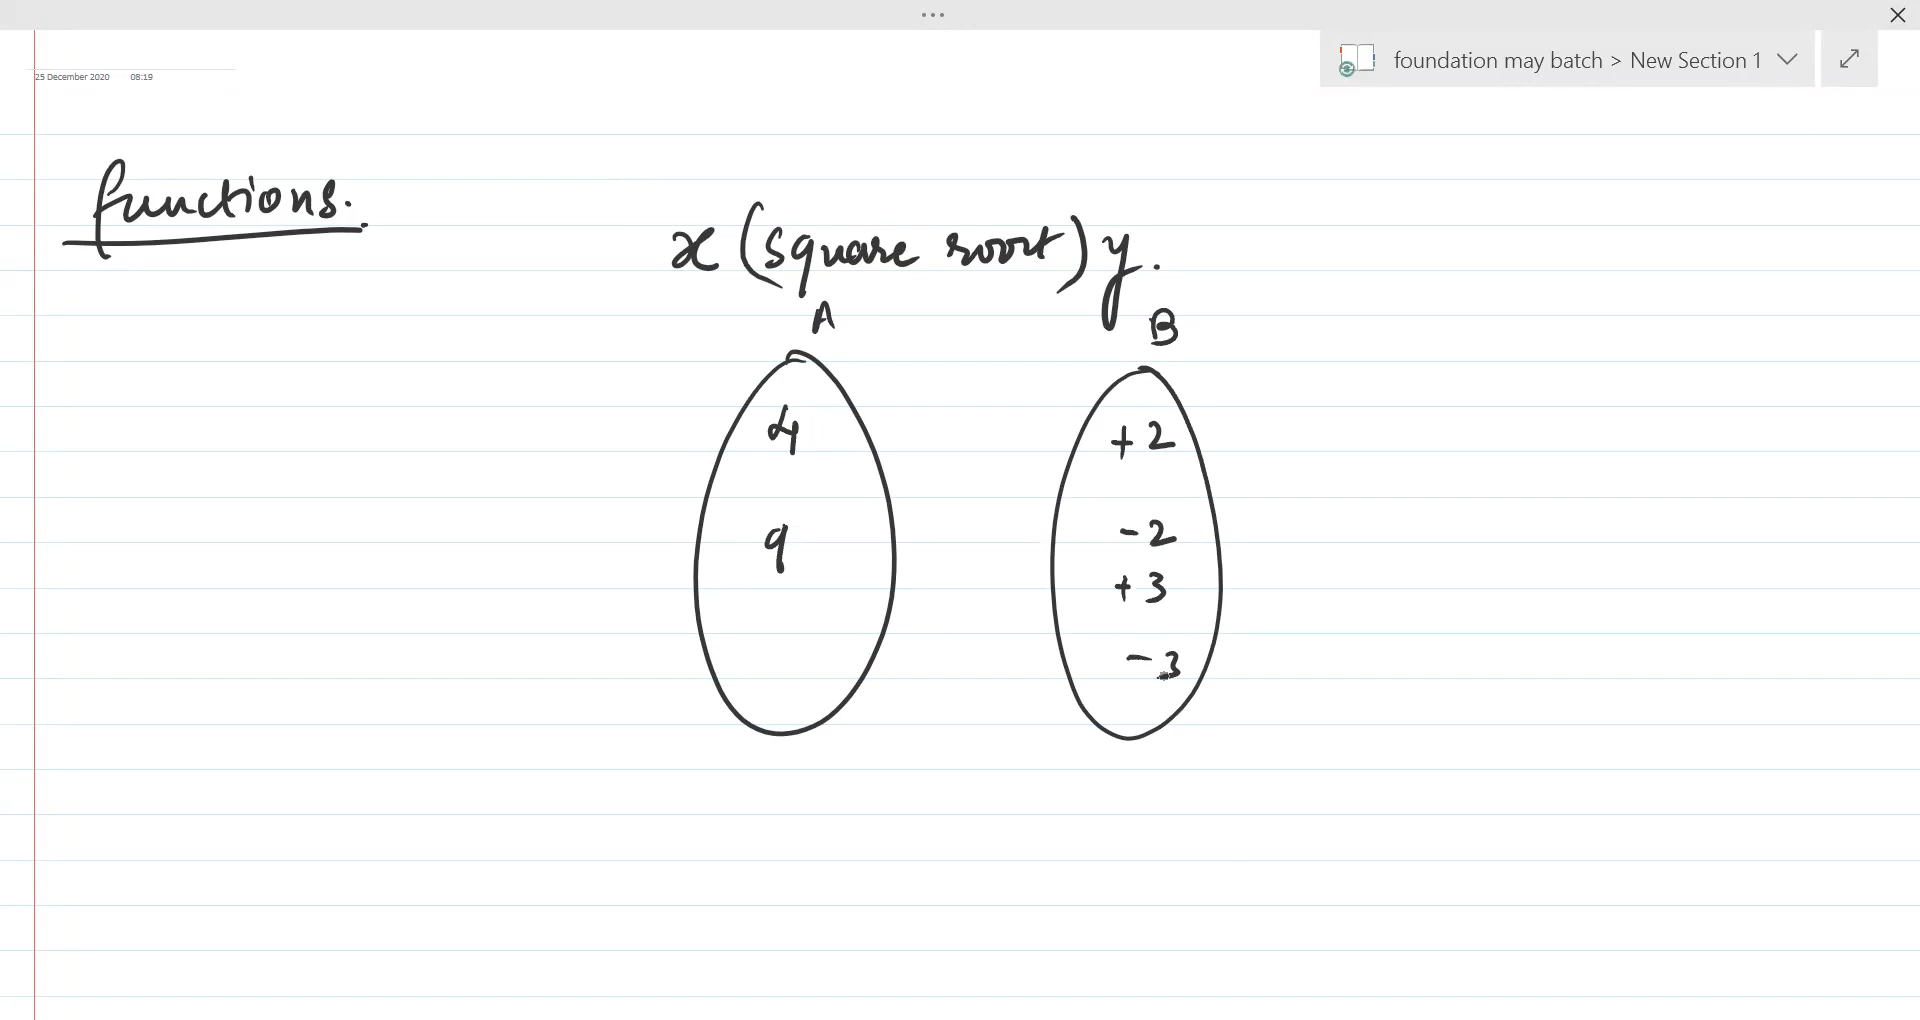 foundation may batch > New Section 1
25 December 2020 08:19
functions.
x (square root) y.
A B
4 +2
9 -2
+3
-3